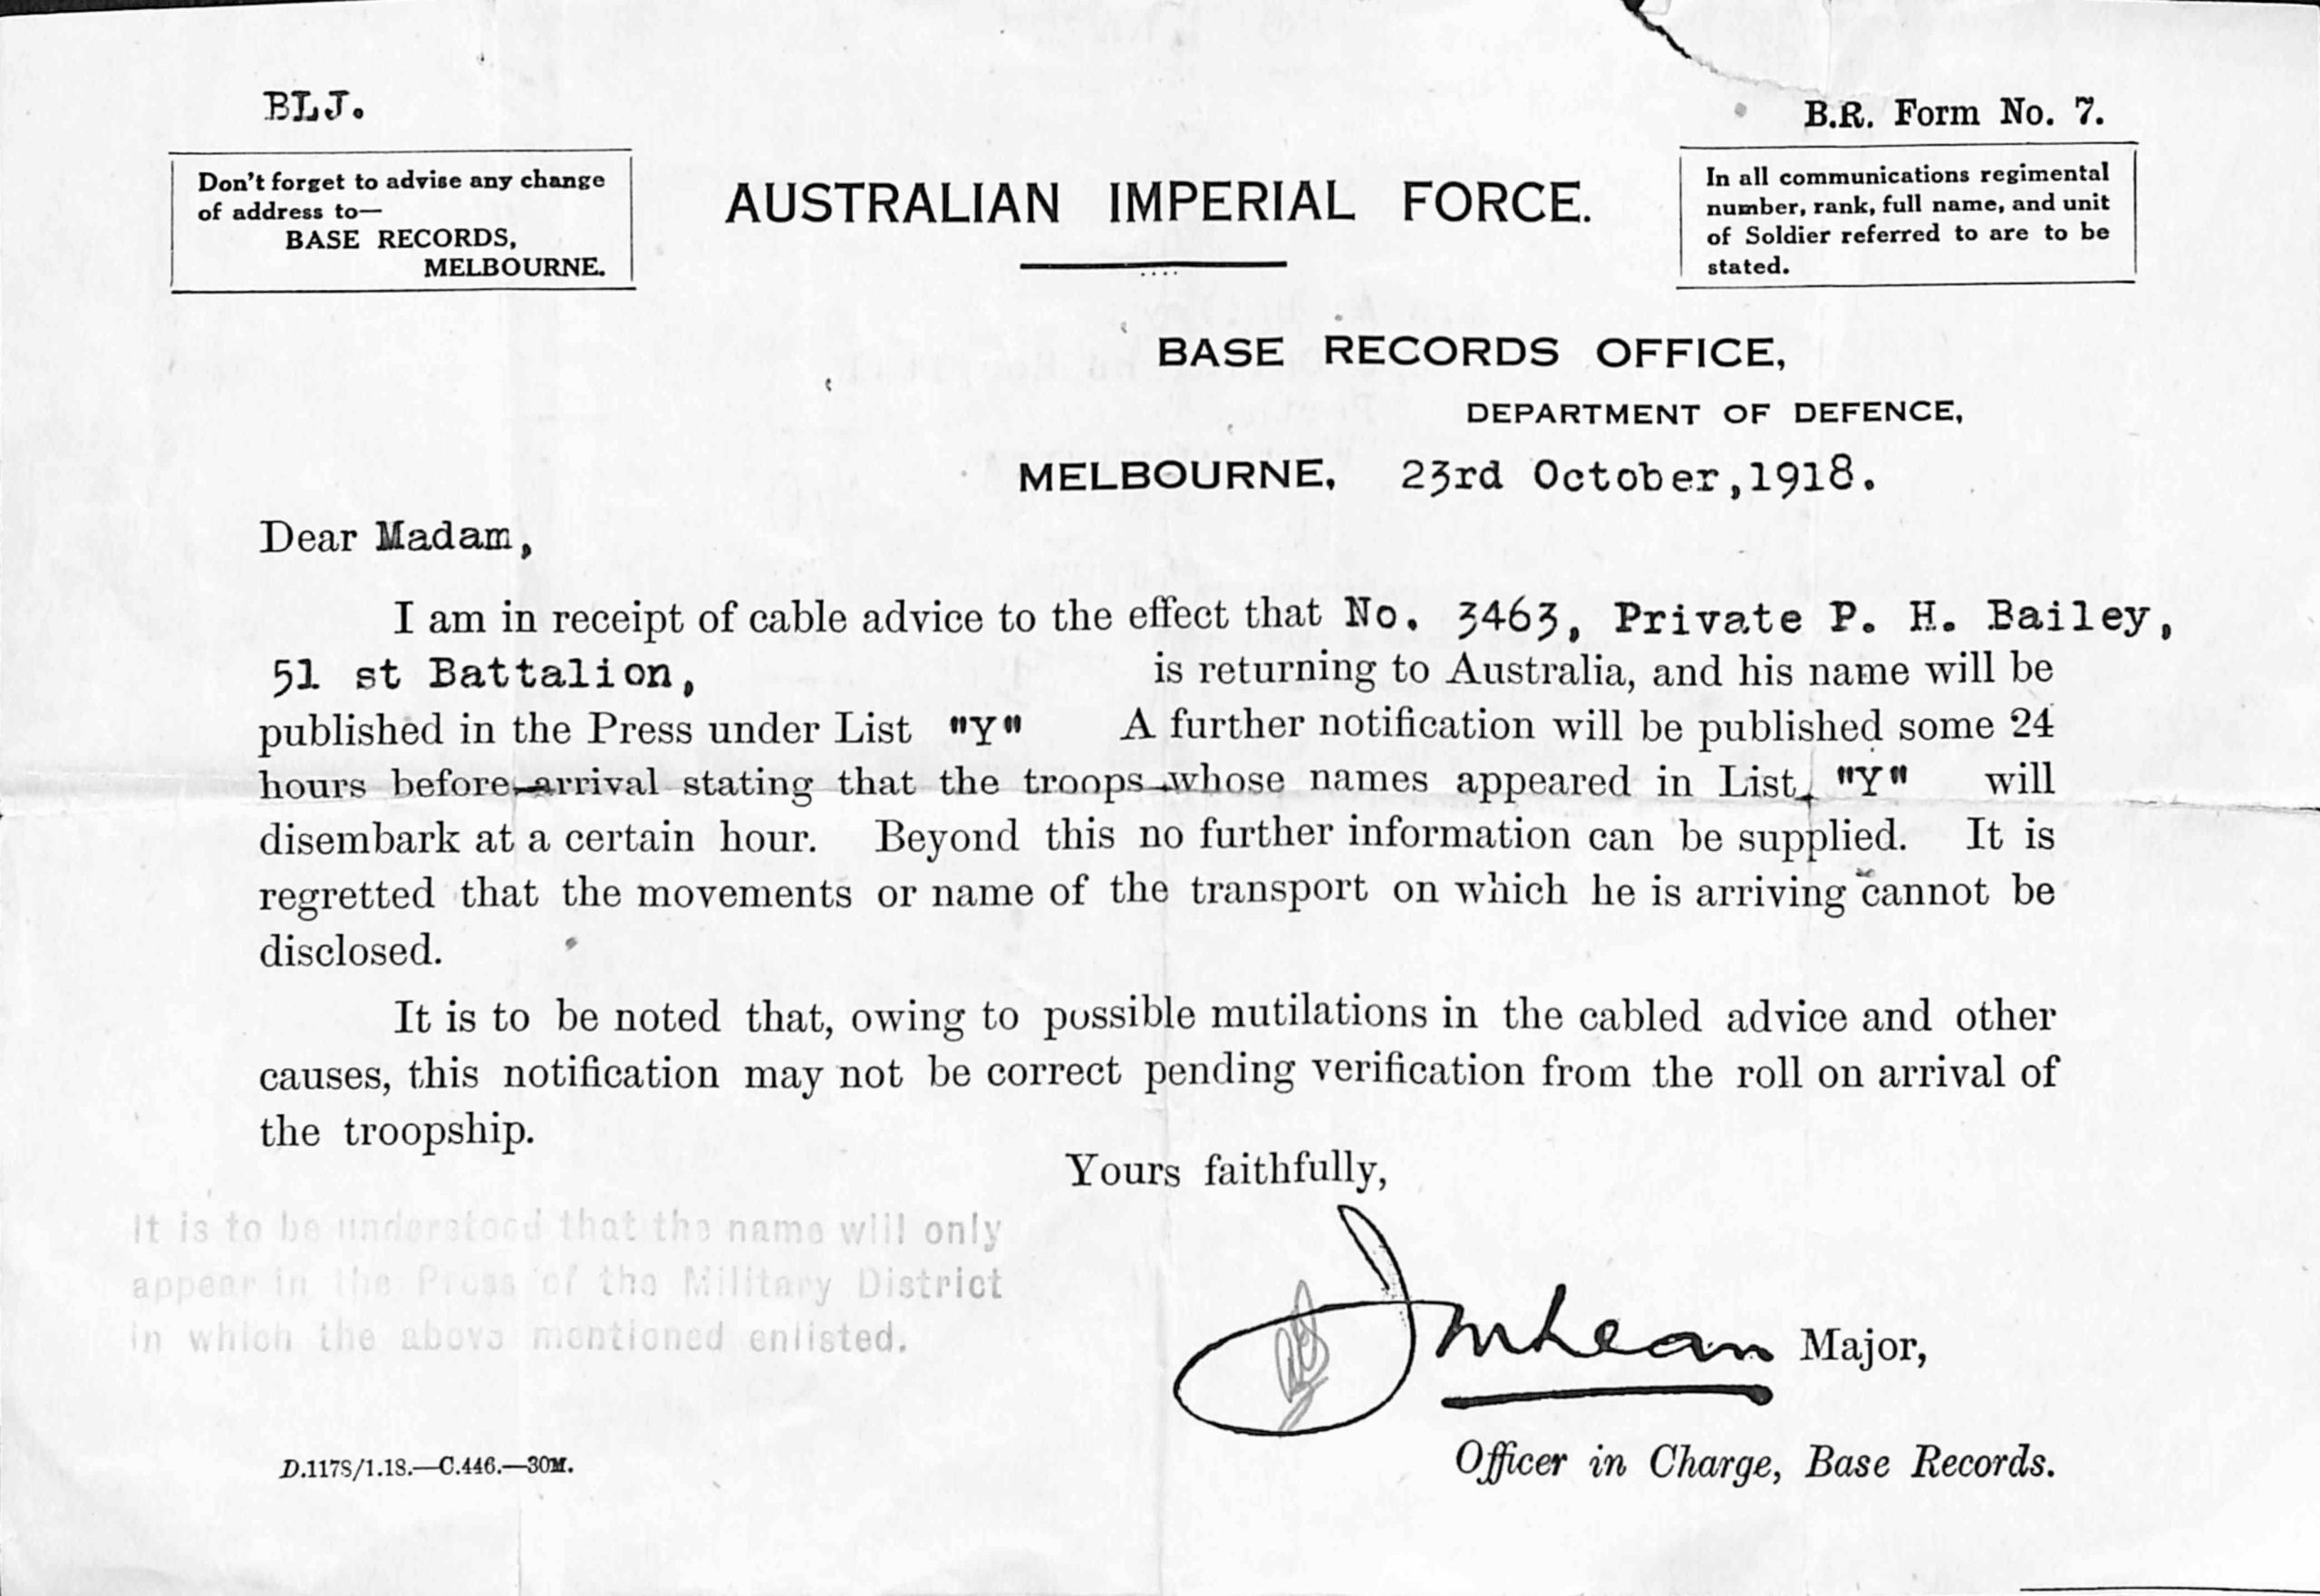 BLJ.
B.R. Form No. 7.
Don't forget to advise any change
of address to—
BASE RECORDS,
MELBOURNE.
AUSTRALIAN IMPERIAL FORCE.
In all communications regimental
number, rank, full name, and unit
of Soldier referred to are to be
stated.
BASE RECORDS OFFICE,
DEPARTMENT OF DEFENCE,
MELBOURNE, 23rd October,1918.
Dear Madam,
I am in receipt of cable advice to the effect that No. 3463, Private P. H. Bailey,
51 st Battalion, is returning to Australia, and his name will be
published in the Press under List "Y" A further notification will be published some 24
hours before arrival stating that the troops whose names appeared in List "Y" will
disembark at a certain hour. Beyond this no further information can be supplied. It is
regretted that the movements or name of the transport on which he is arriving cannot be
disclosed.
It is to be noted that, owing to possible mutilations in the cabled advice and other
causes, this notification may not be correct pending verification from the roll on arrival of
the troopship.
Yours faithfully,
It is to be understood that the name will only
appear in the Press of the Military District
in which the above mentioned enlisted.
JMLean Major,
Officer in Charge, Base Records.
D.1178/1.18.—C.446.—30M.